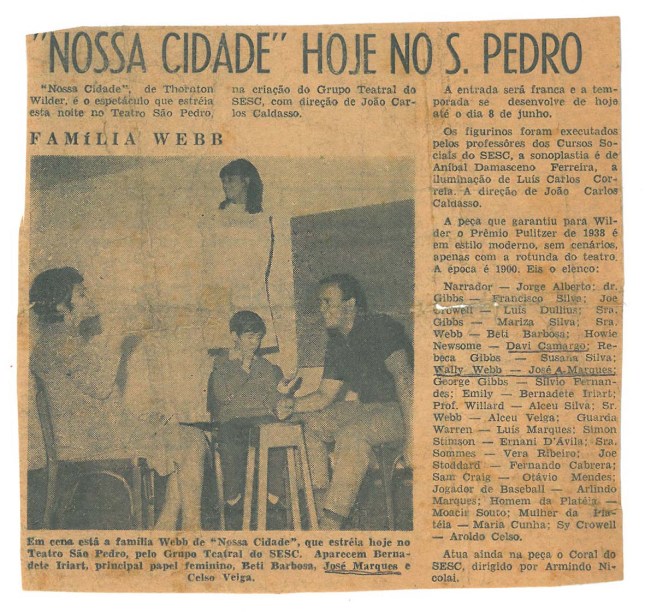 "NOSSA CIDADE" HOJE NO S. PEDRO
"Nossa Cidade", de Thornton
Wilder, é o espetáculo que estréia
esta noite no Teatro São Pedro,
na criação do Grupo Teatral do
SESC, com direção de João Car-
los Caldasso.
FAMÍLIA WEBB
Em cena está a família Webb de "Nossa Cidade", que estréia hoje no
Teatro São Pedro, pelo Grupo Teatral do SESC. Aparecem Berna-
dete Iriart, principal papel feminino, Beti Barbosa, José Marques e
Celso Veiga.
A entrada será franca e a tem-
porada se desenvolve de hoje
até o dia 8 de junho.
Os figurinos foram executados
pelos professôres dos Cursos So-
ciais do SESC, a sonoplastia é de
Aníbal Damasceno Ferreira, a
iluminação de Luís Carlos Cor-
reia. A direção de João Carlos
Caldasso.
A peça que garantiu para Wil-
der o Prêmio Pulitzer de 1938 é
em estilo moderno, sem cenários,
apenas com a rotunda do teatro.
A época é 1900. Eis o elenco:
Narrador — Jorge Alberto; dr.
Gibbs — Francisco Silva; Joe
Crowell — Luis Dullius; Sra.
Gibbs — Mariza Silva; Sra.
Webb — Beti Barbosa; Howie
Newsome — Davi Camargo; Re-
beca Gibbs — Susana Silva;
Wally Webb — José A. Marques;
George Gibbs — Sílvio Fernan-
des; Emily — Bernadete Iriart;
Prof. Willard — Alceu Silva; Sr.
Webb — Alceu Veiga; Guarda
Warren — Luís Marques; Simon
Stimson — Ernani D'Ávila; Sra.
Sommes — Vera Ribeiro; Joe
Stoddard — Fernando Cabrera;
Sam Craig — Otávio Mendes;
Jogador de Baseball — Arlindo
Marques; Homem da Platéia —
Moacir Souto; Mulher da Pla-
téia — Maria Cunha; Sy Crowell
— Aroldo Celso.
Atua ainda na peça o Coral do
SESC, dirigido por Armindo Ni-
colai.